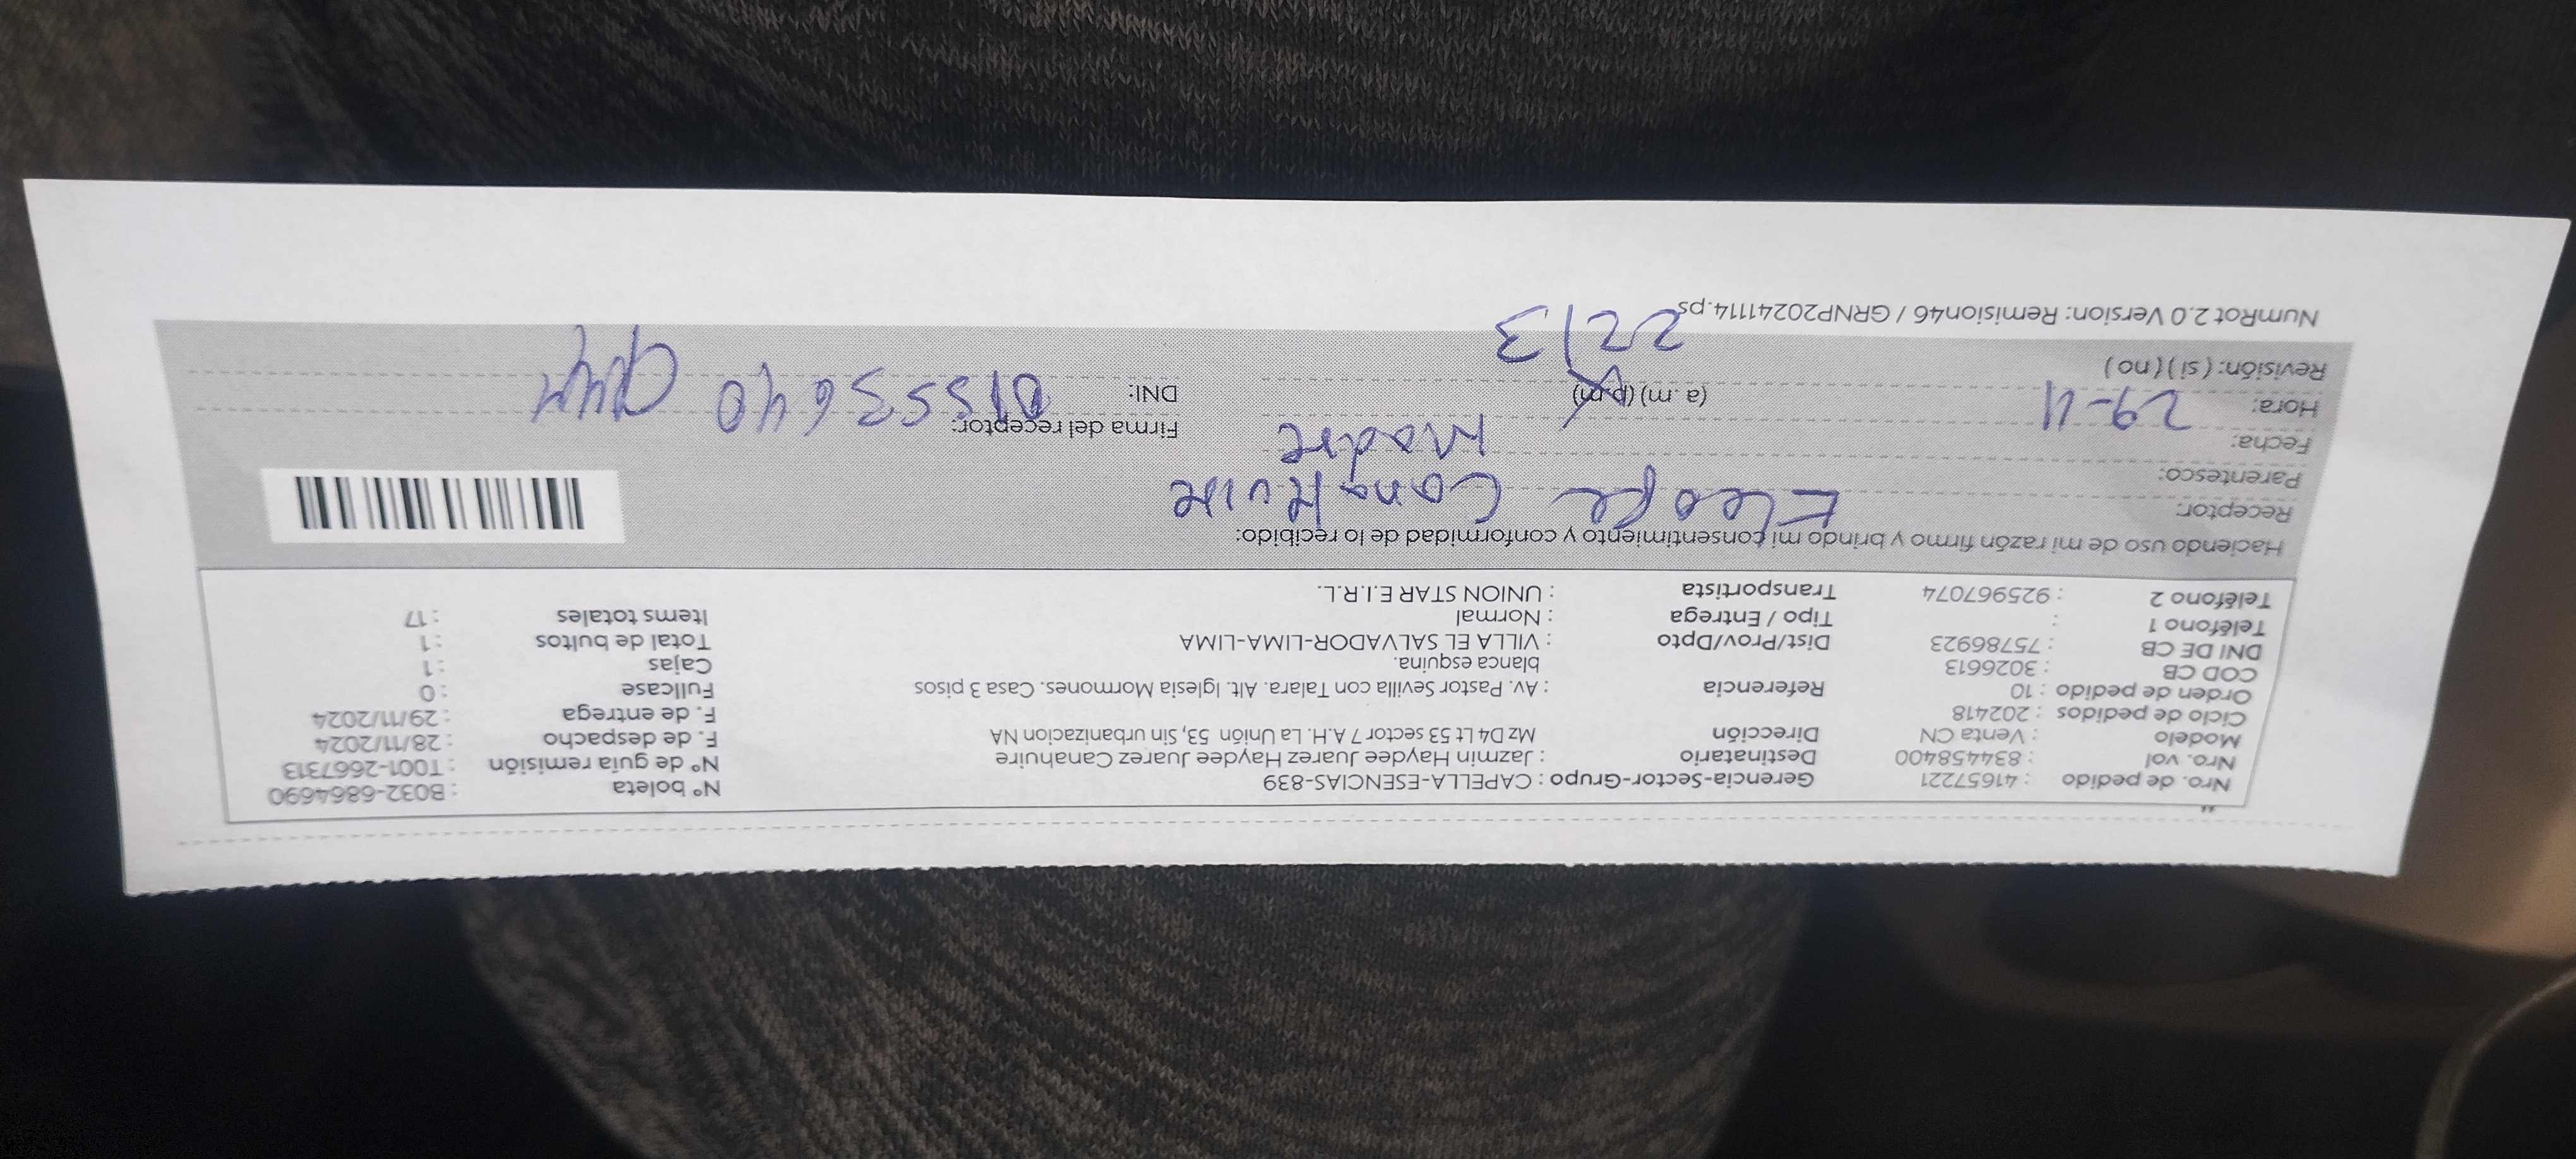 Nro. de pedido : 41657221 Gerencia-Sector-Grupo : CAPELLA-ESENCIAS-839 N° boleta : B032-6864690
Nro. vol : 834458400 Destinatario : Jazmin Haydee Juarez Haydee Juarez Canahuire N° de guía remisión : T001-2667313
Modelo : Venta CN Dirección Mz D4 Lt 53 sector 7 A.H. La Unión 53, Sin urbanizacion NA F. de despacho : 28/11/2024
Ciclo de pedidos : 202418 F. de entrega : 29/11/2024
Orden de pedido : 10 Referencia : Av. Pastor Sevilla con Talara. Alt. Iglesia Mormones. Casa 3 pisos Fullcase : 0
COD CB : 3026613 blanca esquina. Cajas : 1
DNI DE CB : 75786923 Dist/Prov/Dpto : VILLA EL SALVADOR-LIMA-LIMA Total de bultos : 1
Teléfono 1 : Tipo / Entrega : Normal Items totales : 17
Teléfono 2 : 925967074 Transportista : UNION STAR E.I.R.L.
Haciendo uso de mi razón firmo y brindo mi consentimiento y conformidad de lo recibido:
Receptor: Eleofe CanaHuire
Parentesco: Madre
Fecha: 29-11 Firma del receptor:
Hora: (a.m) (p.m) DNI: 01553640
Revisión: ( si ) ( no ) 2213
NumRot 2.0 Version: Remision46 / GRNP20241114.ps